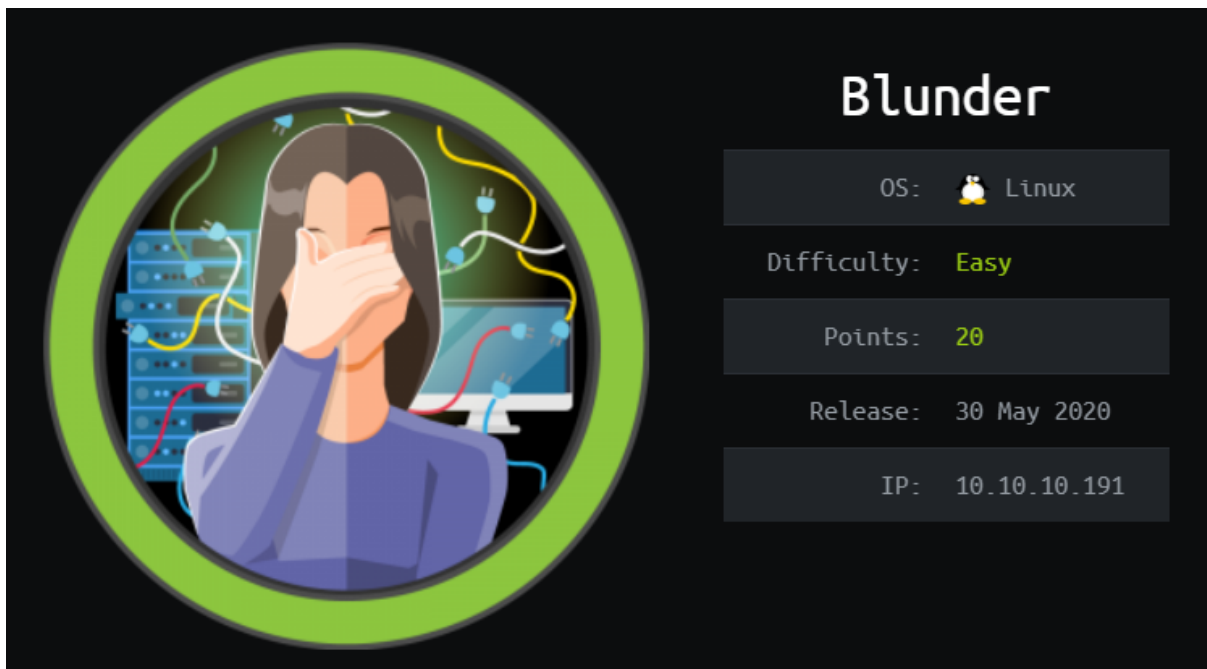 Blunder
OS: Linux
Difficulty: Easy
Points: 20
Release: 30 May 2020
IP: 10.10.10.191